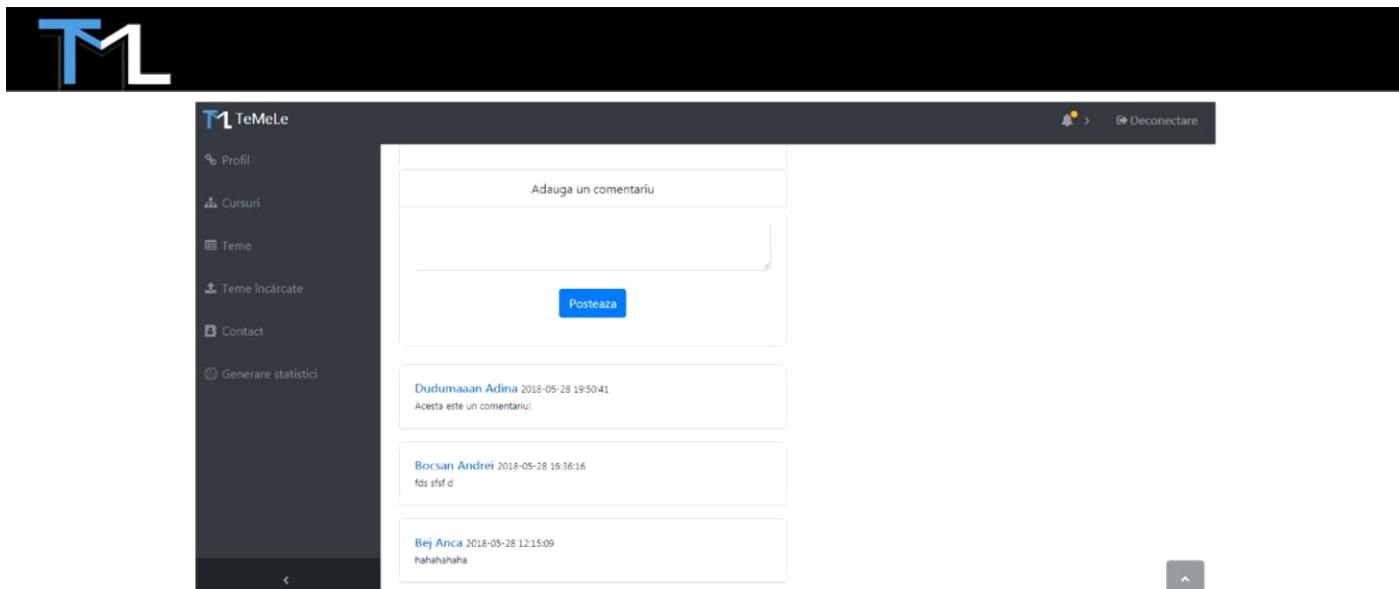 TML
TML TeMeLe
Deconectare
Profil
Cursuri
Teme
Teme încărcate
Contact
Generare statistici
Adauga un comentariu
Posteaza
Dudumaaan Adina 2018-05-28 19:50:41
Acesta este un comentariu!
Bocsan Andrei 2018-05-28 16:36:16
fds sfsf d
Bej Anca 2018-05-28 12:15:09
hahahahaha